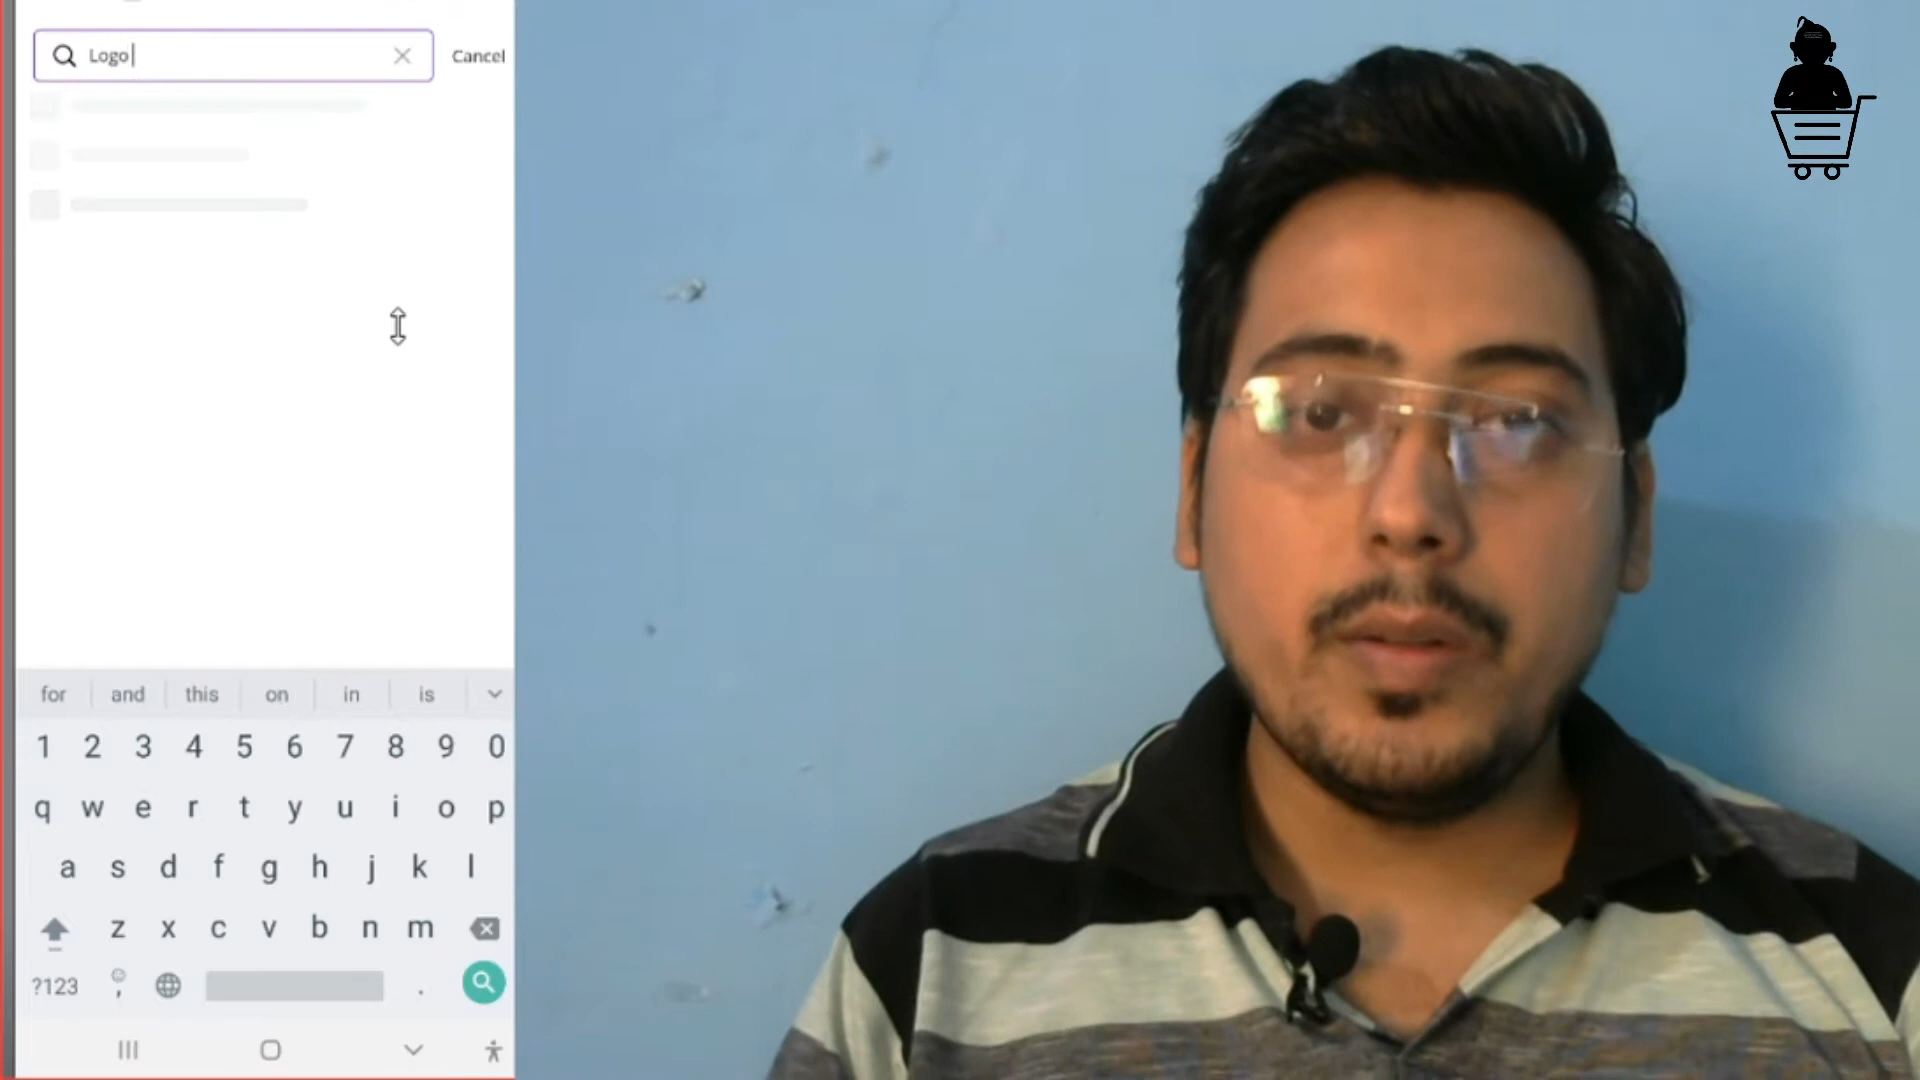 Logo Cancel
for and this on in is
1 2 3 4 5 6 7 8 9 0
q w e r t y u i o p
a s d f g h j k l
z x c v b n m
?123 , .